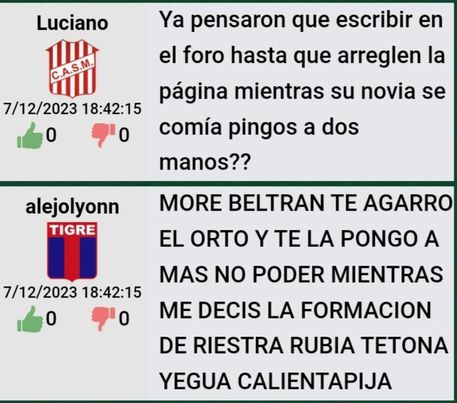 Luciano
C.A.S.M.
7/12/2023 18:42:15
0
0
Ya pensaron que escribir en
el foro hasta que arreglen la
página mientras su novia se
comía pingos a dos
manos??
alejolyonn
TIGRE
7/12/2023 18:42:15
0
0
MORE BELTRAN TE AGARRO
EL ORTO Y TE LA PONGO A
MAS NO PODER MIENTRAS
ME DECIS LA FORMACION
DE RIESTRA RUBIA TETONA
YEGUA CALIENTAPIJA